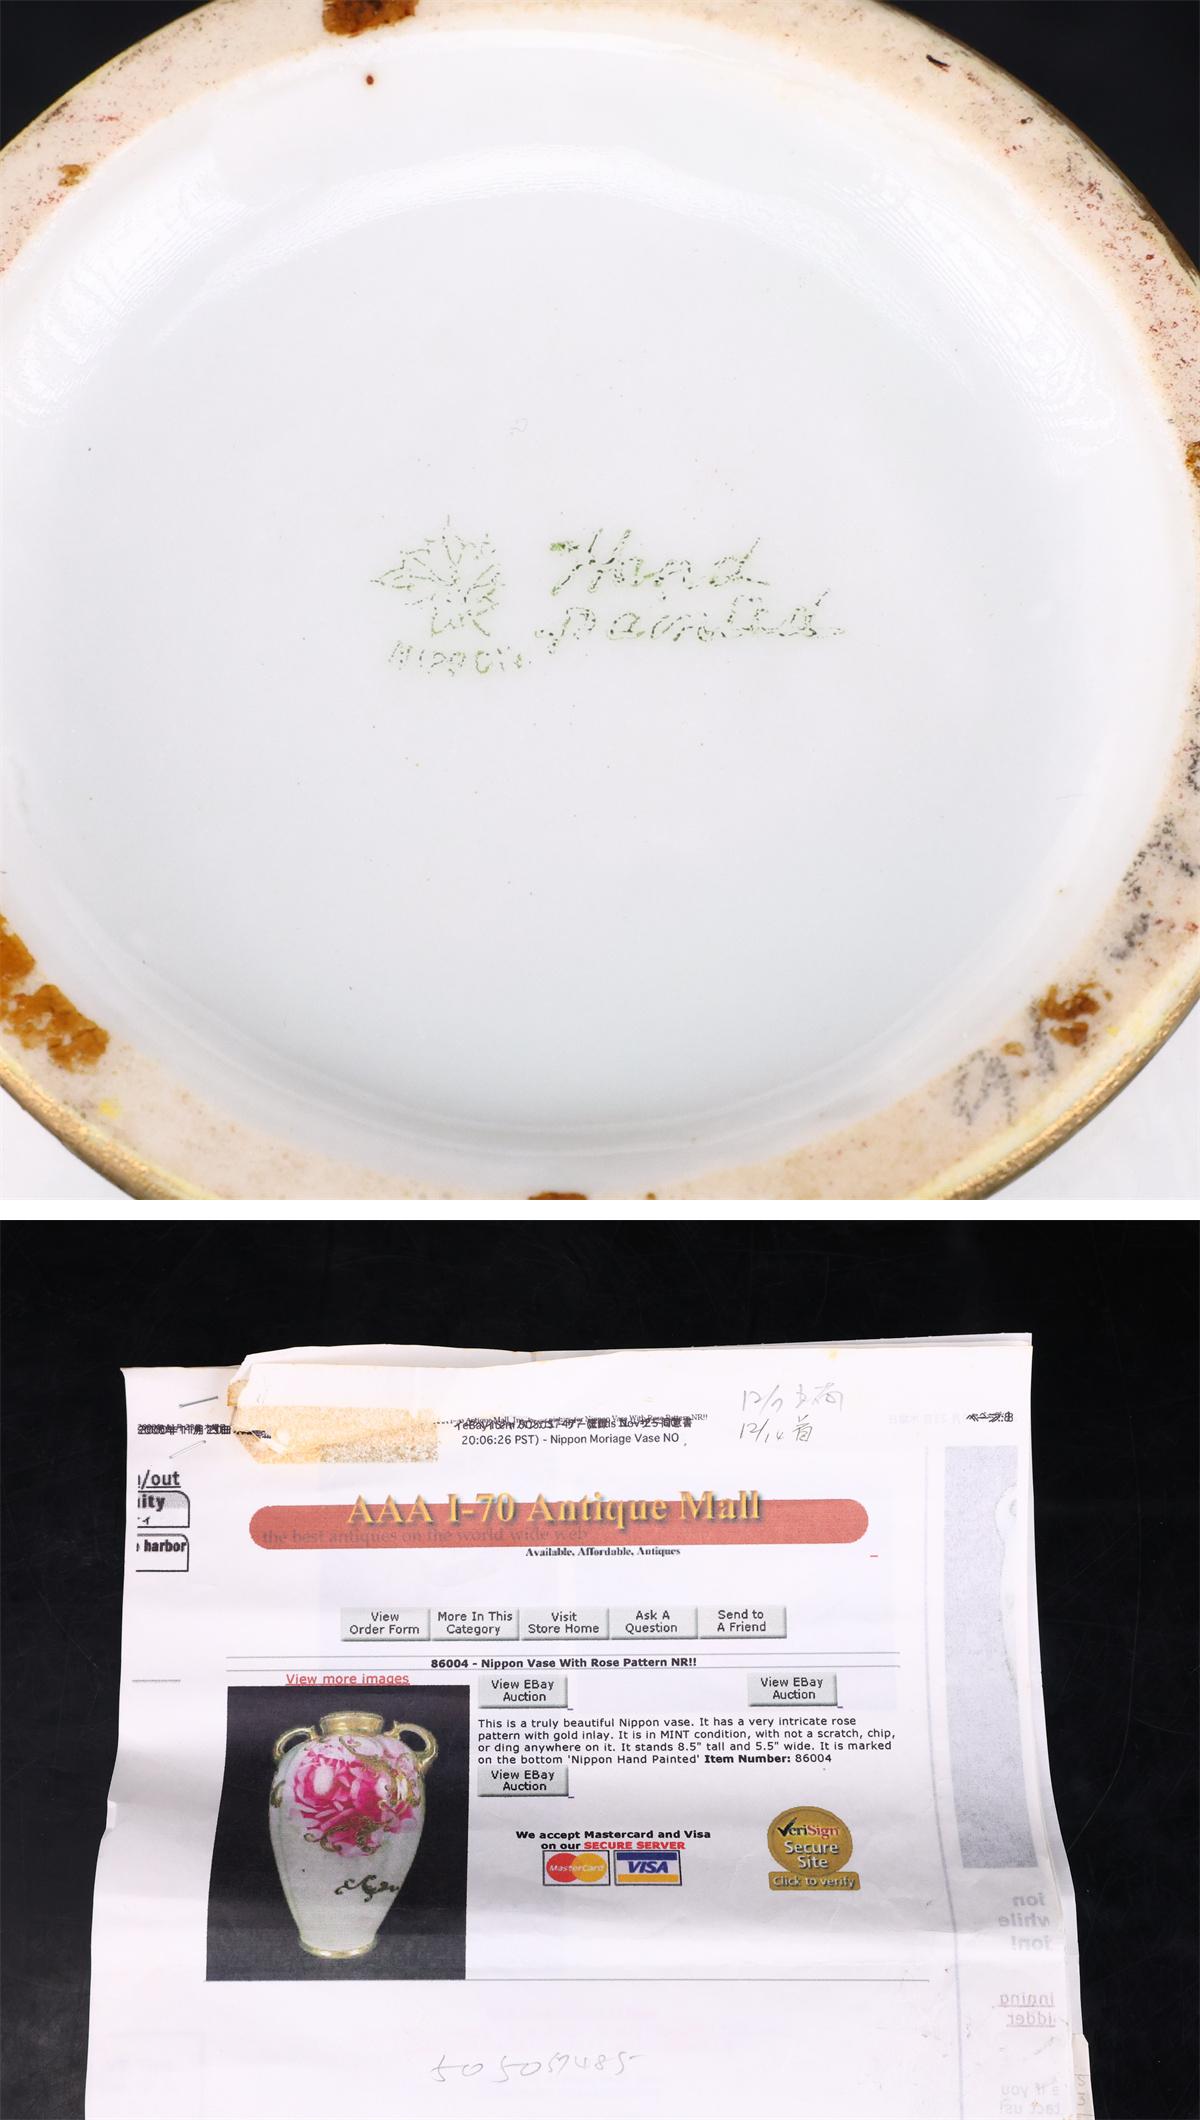 Hand
painted
Nippon
12/14
20:06:26 PST) - Nippon Moriage Vase NO
/out
ity
harbor
AAA I-70 Antique Mall
the best antiques on the world wide web
Available, Affordable, Antiques
View Order Form
More In This Category
Visit Store Home
Ask A Question
Send to A Friend
86004 - Nippon Vase With Rose Pattern NR!!
View more images
View EBay Auction
View EBay Auction
This is a truly beautiful Nippon vase. It has a very intricate rose
pattern with gold inlay. It is in MINT condition, with not a scratch, chip,
or ding anywhere on it. It stands 8.5" tall and 5.5" wide. It is marked
on the bottom 'Nippon Hand Painted' Item Number: 86004
View EBay Auction
We accept Mastercard and Visa
on our SECURE SERVER
MasterCard
VISA
VeriSign
Secure
Site
Click to verify